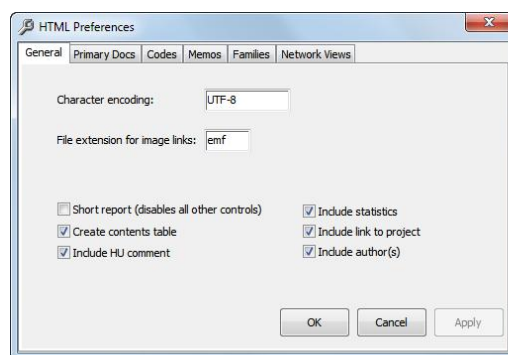 HTML Preferences
General Primary Docs Codes Memos Families Network Views
Character encoding: UTF-8
File extension for image links: emf
Short report (disables all other controls)
Include statistics
Create contents table
Include link to project
Include HU comment
Include author(s)
OK Cancel Apply